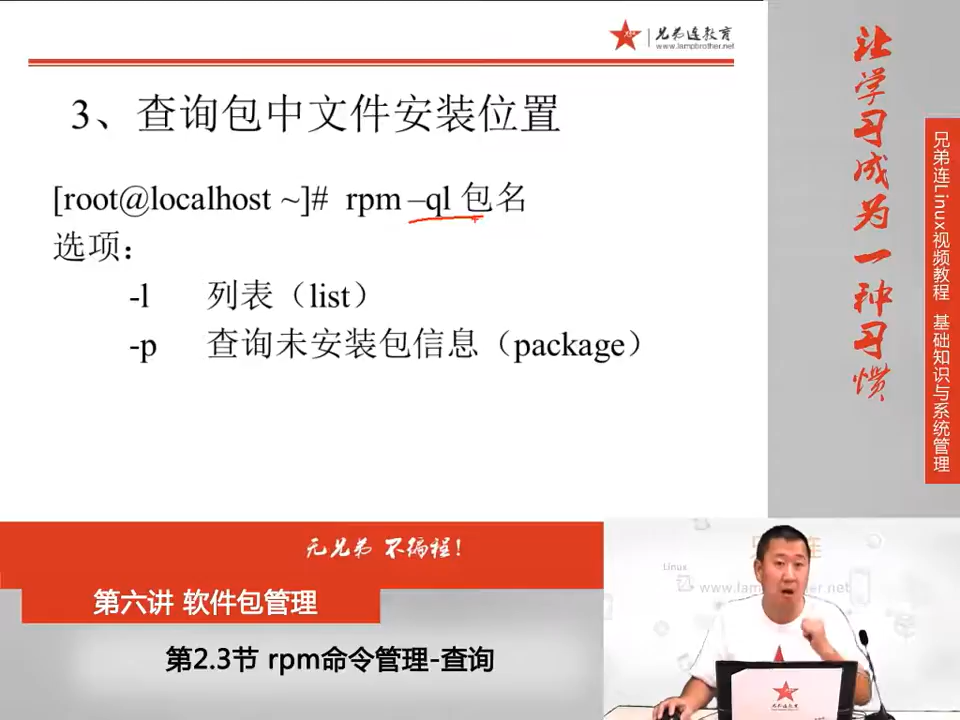 兄弟连教育
www.lampbrother.net
3、查询包中文件安装位置
[root@localhost ~]# rpm –ql 包名
选项：
-l 列表（list）
-p 查询未安装包信息（package）
让学习成为一种习惯
兄弟连Linux视频教程 基础知识与系统管理
无兄弟 不编程！
第六讲 软件包管理
第2.3节 rpm命令管理-查询
Linux